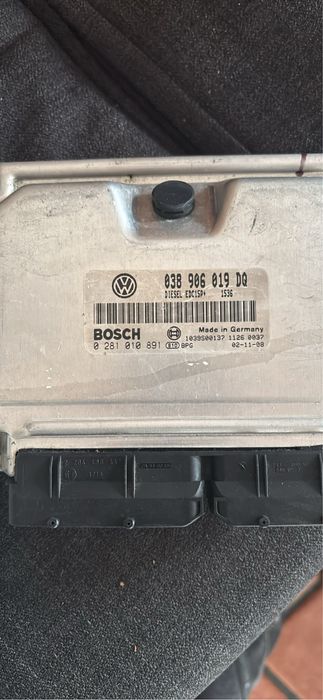 038 906 019 DQ
DIESEL EDC15P+ 1536
BOSCH Made in Germany
1039S00137 1126 0037
0 281 010 891 BPG 02-11-08